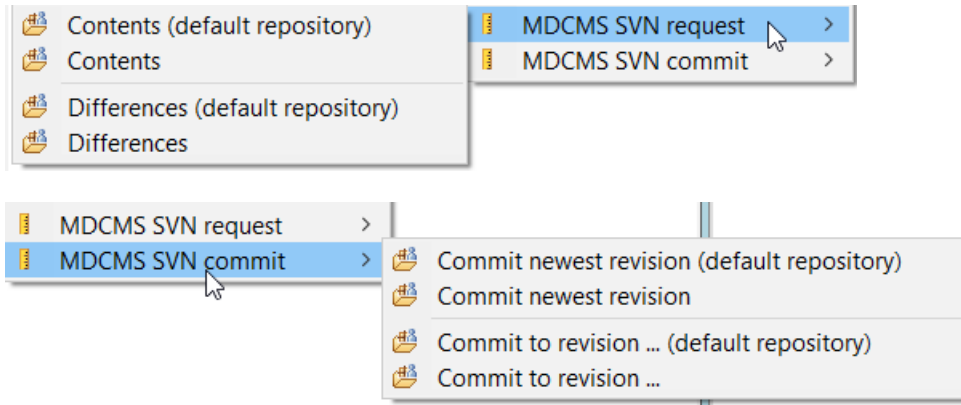 Contents (default repository)
Contents
Differences (default repository)
Differences
MDCMS SVN request
MDCMS SVN commit
MDCMS SVN request
MDCMS SVN commit
Commit newest revision (default repository)
Commit newest revision
Commit to revision ... (default repository)
Commit to revision ...